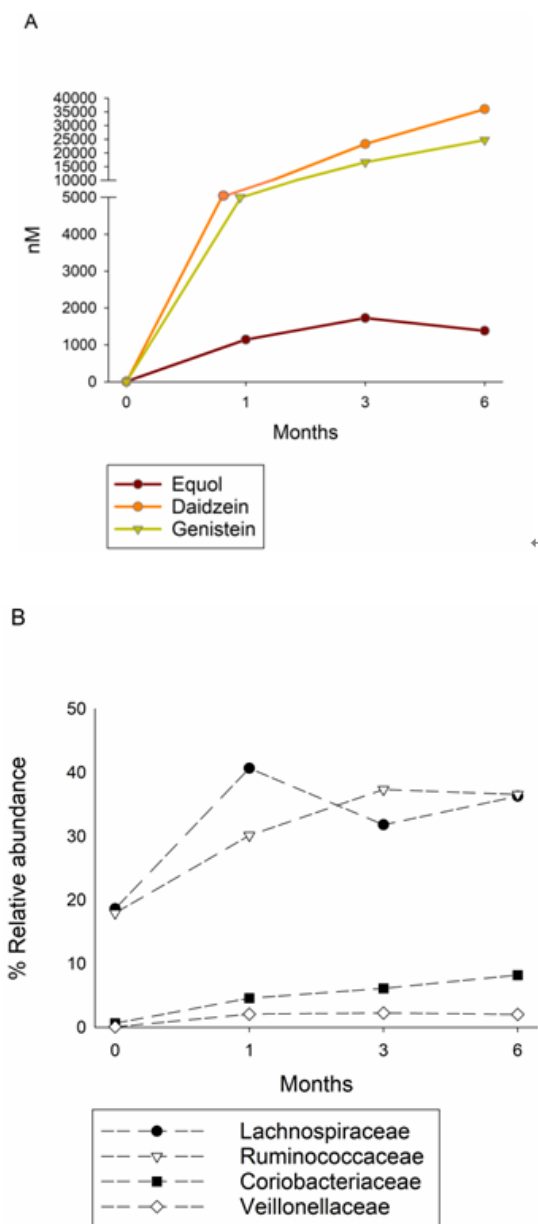 A
40000
35000
30000
25000
20000
15000
10000
5000
4000
3000
2000
1000
0
nM
0 1 3 6
Months
Equol
Daidzein
Genistein
B
50
40
30
20
10
0
% Relative abundance
0 1 3 6
Months
Lachnospiraceae
Ruminococcaceae
Coriobacteriaceae
Veillonellaceae